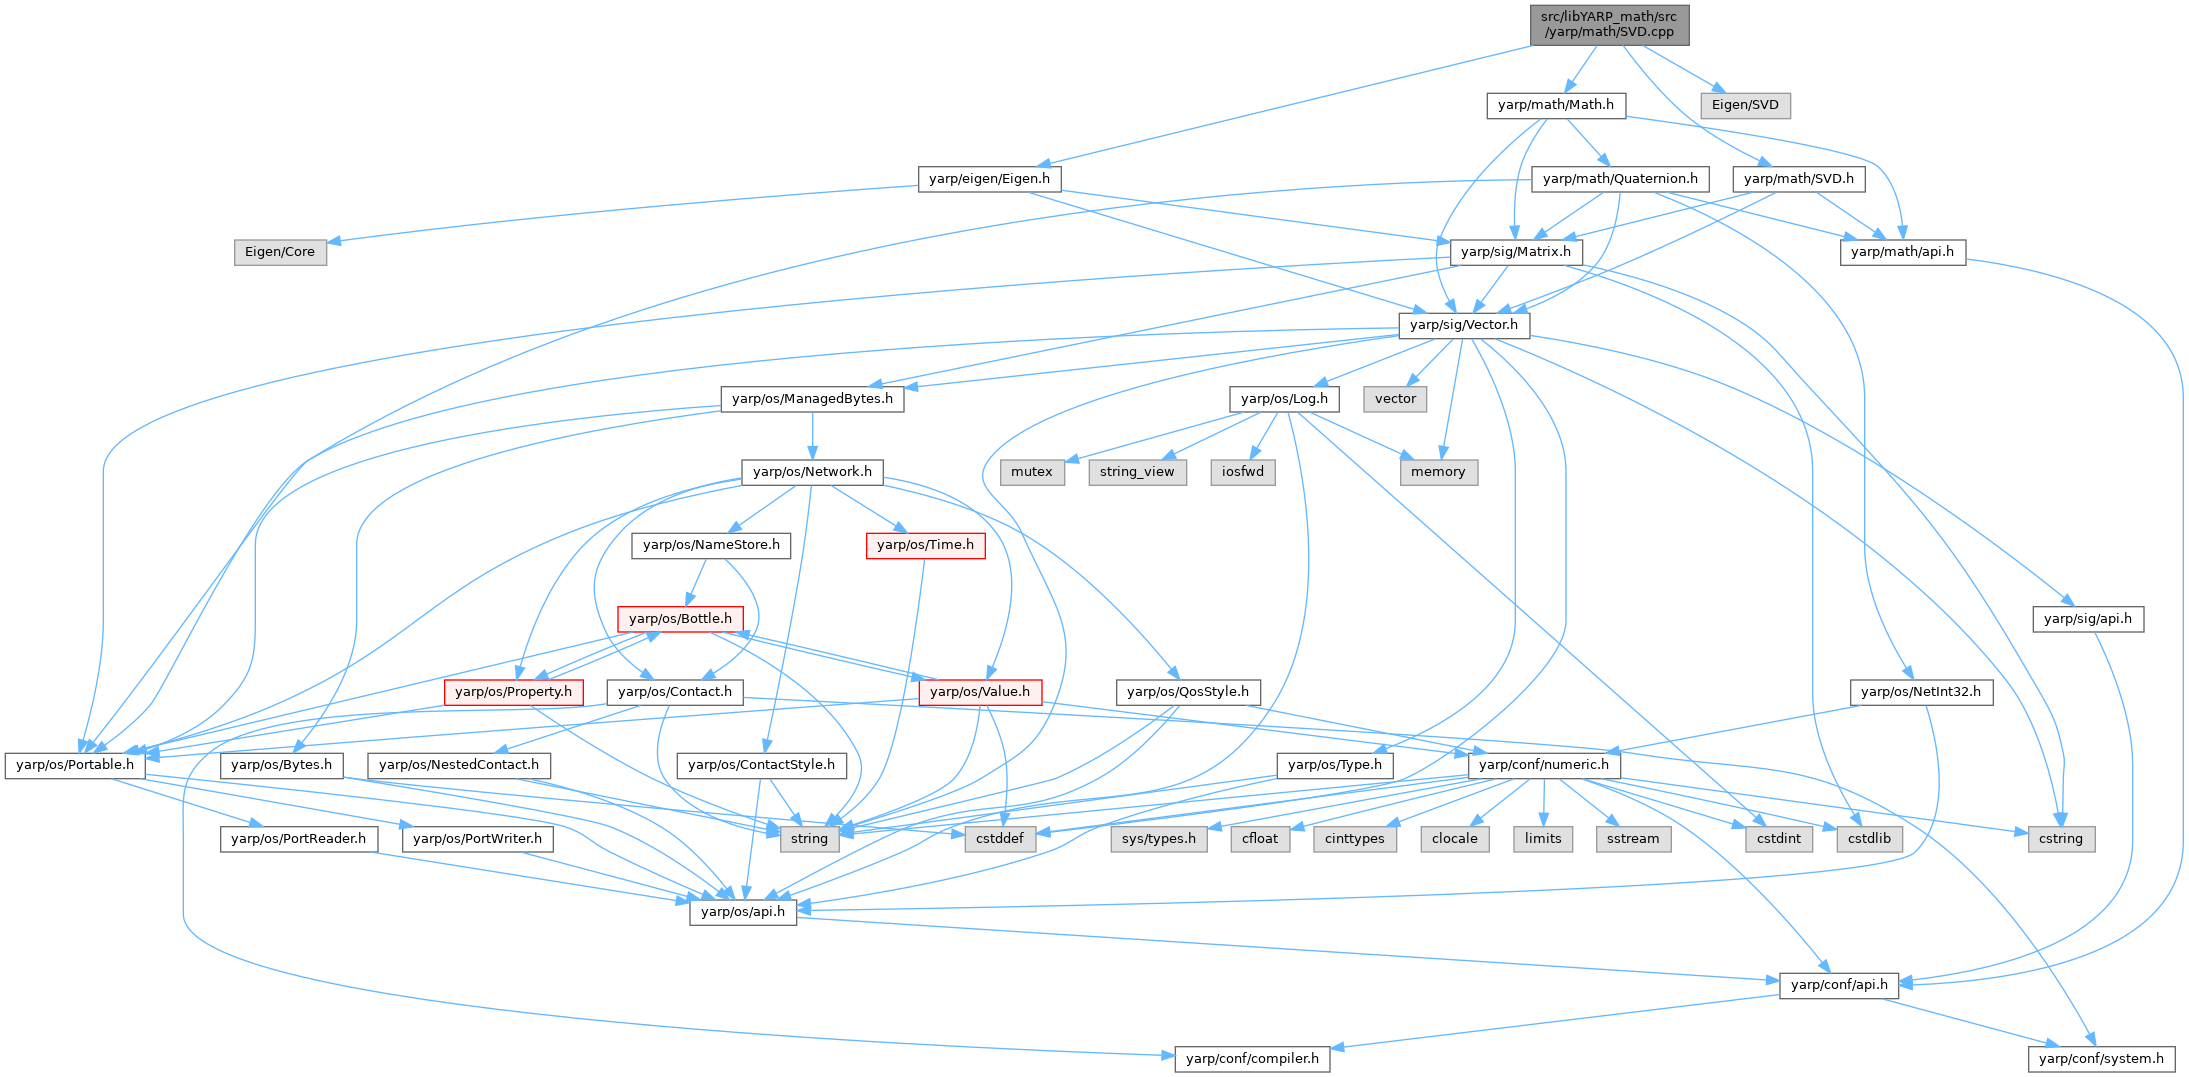 src/libYARP_math/src
/yarp/math/SVD.cpp
yarp/math/Math.h
Eigen/SVD
yarp/eigen/Eigen.h
yarp/math/Quaternion.h
yarp/math/SVD.h
Eigen/Core
yarp/sig/Matrix.h
yarp/math/api.h
yarp/sig/Vector.h
yarp/os/ManagedBytes.h
yarp/os/Log.h
vector
yarp/os/Network.h
mutex
string_view
iosfwd
memory
yarp/os/NameStore.h
yarp/os/Time.h
yarp/os/Bottle.h
yarp/sig/api.h
yarp/os/Property.h
yarp/os/Contact.h
yarp/os/Value.h
yarp/os/QosStyle.h
yarp/os/NetInt32.h
yarp/os/Portable.h
yarp/os/Bytes.h
yarp/os/NestedContact.h
yarp/os/ContactStyle.h
yarp/os/Type.h
yarp/conf/numeric.h
yarp/os/PortReader.h
yarp/os/PortWriter.h
string
cstddef
sys/types.h
cfloat
cinttypes
clocale
limits
sstream
cstdint
cstdlib
cstring
yarp/os/api.h
yarp/conf/api.h
yarp/conf/compiler.h
yarp/conf/system.h